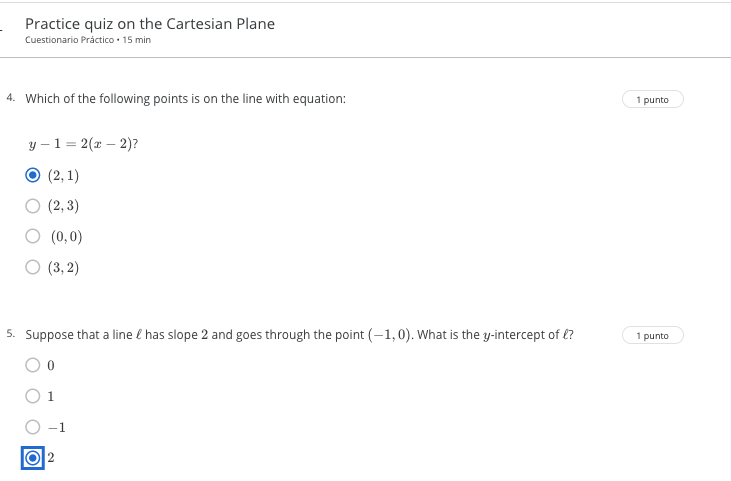 Practice quiz on the Cartesian Plane
Cuestionario Práctico • 15 min
4. Which of the following points is on the line with equation: 1 punto
y − 1 = 2(x − 2)?
(2, 1)
(2, 3)
(0, 0)
(3, 2)
5. Suppose that a line ℓ has slope 2 and goes through the point (−1, 0). What is the y-intercept of ℓ? 1 punto
0
1
−1
2